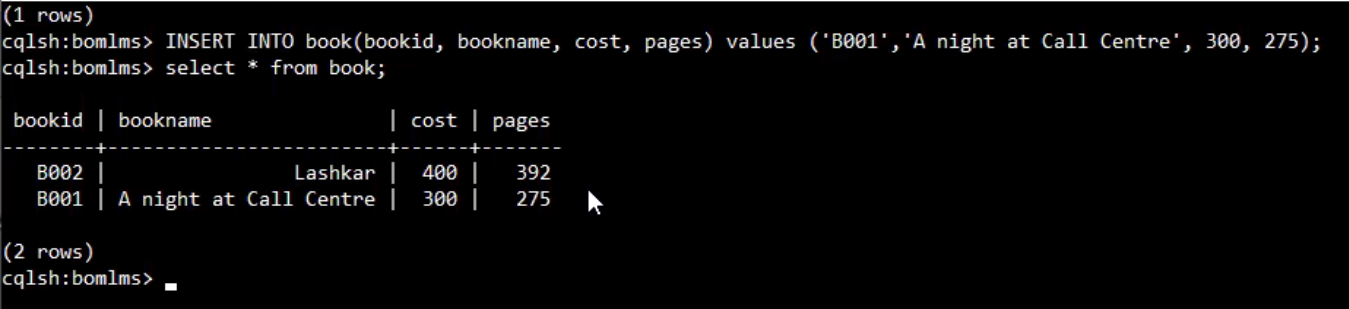 (1 rows)
cqlsh:bomlms> INSERT INTO book(bookid, bookname, cost, pages) values ('B001','A night at Call Centre', 300, 275);
cqlsh:bomlms> select * from book;
bookid | bookname | cost | pages
--------+------------------------+------+-------
B002 | Lashkar | 400 | 392
B001 | A night at Call Centre | 300 | 275
(2 rows)
cqlsh:bomlms>